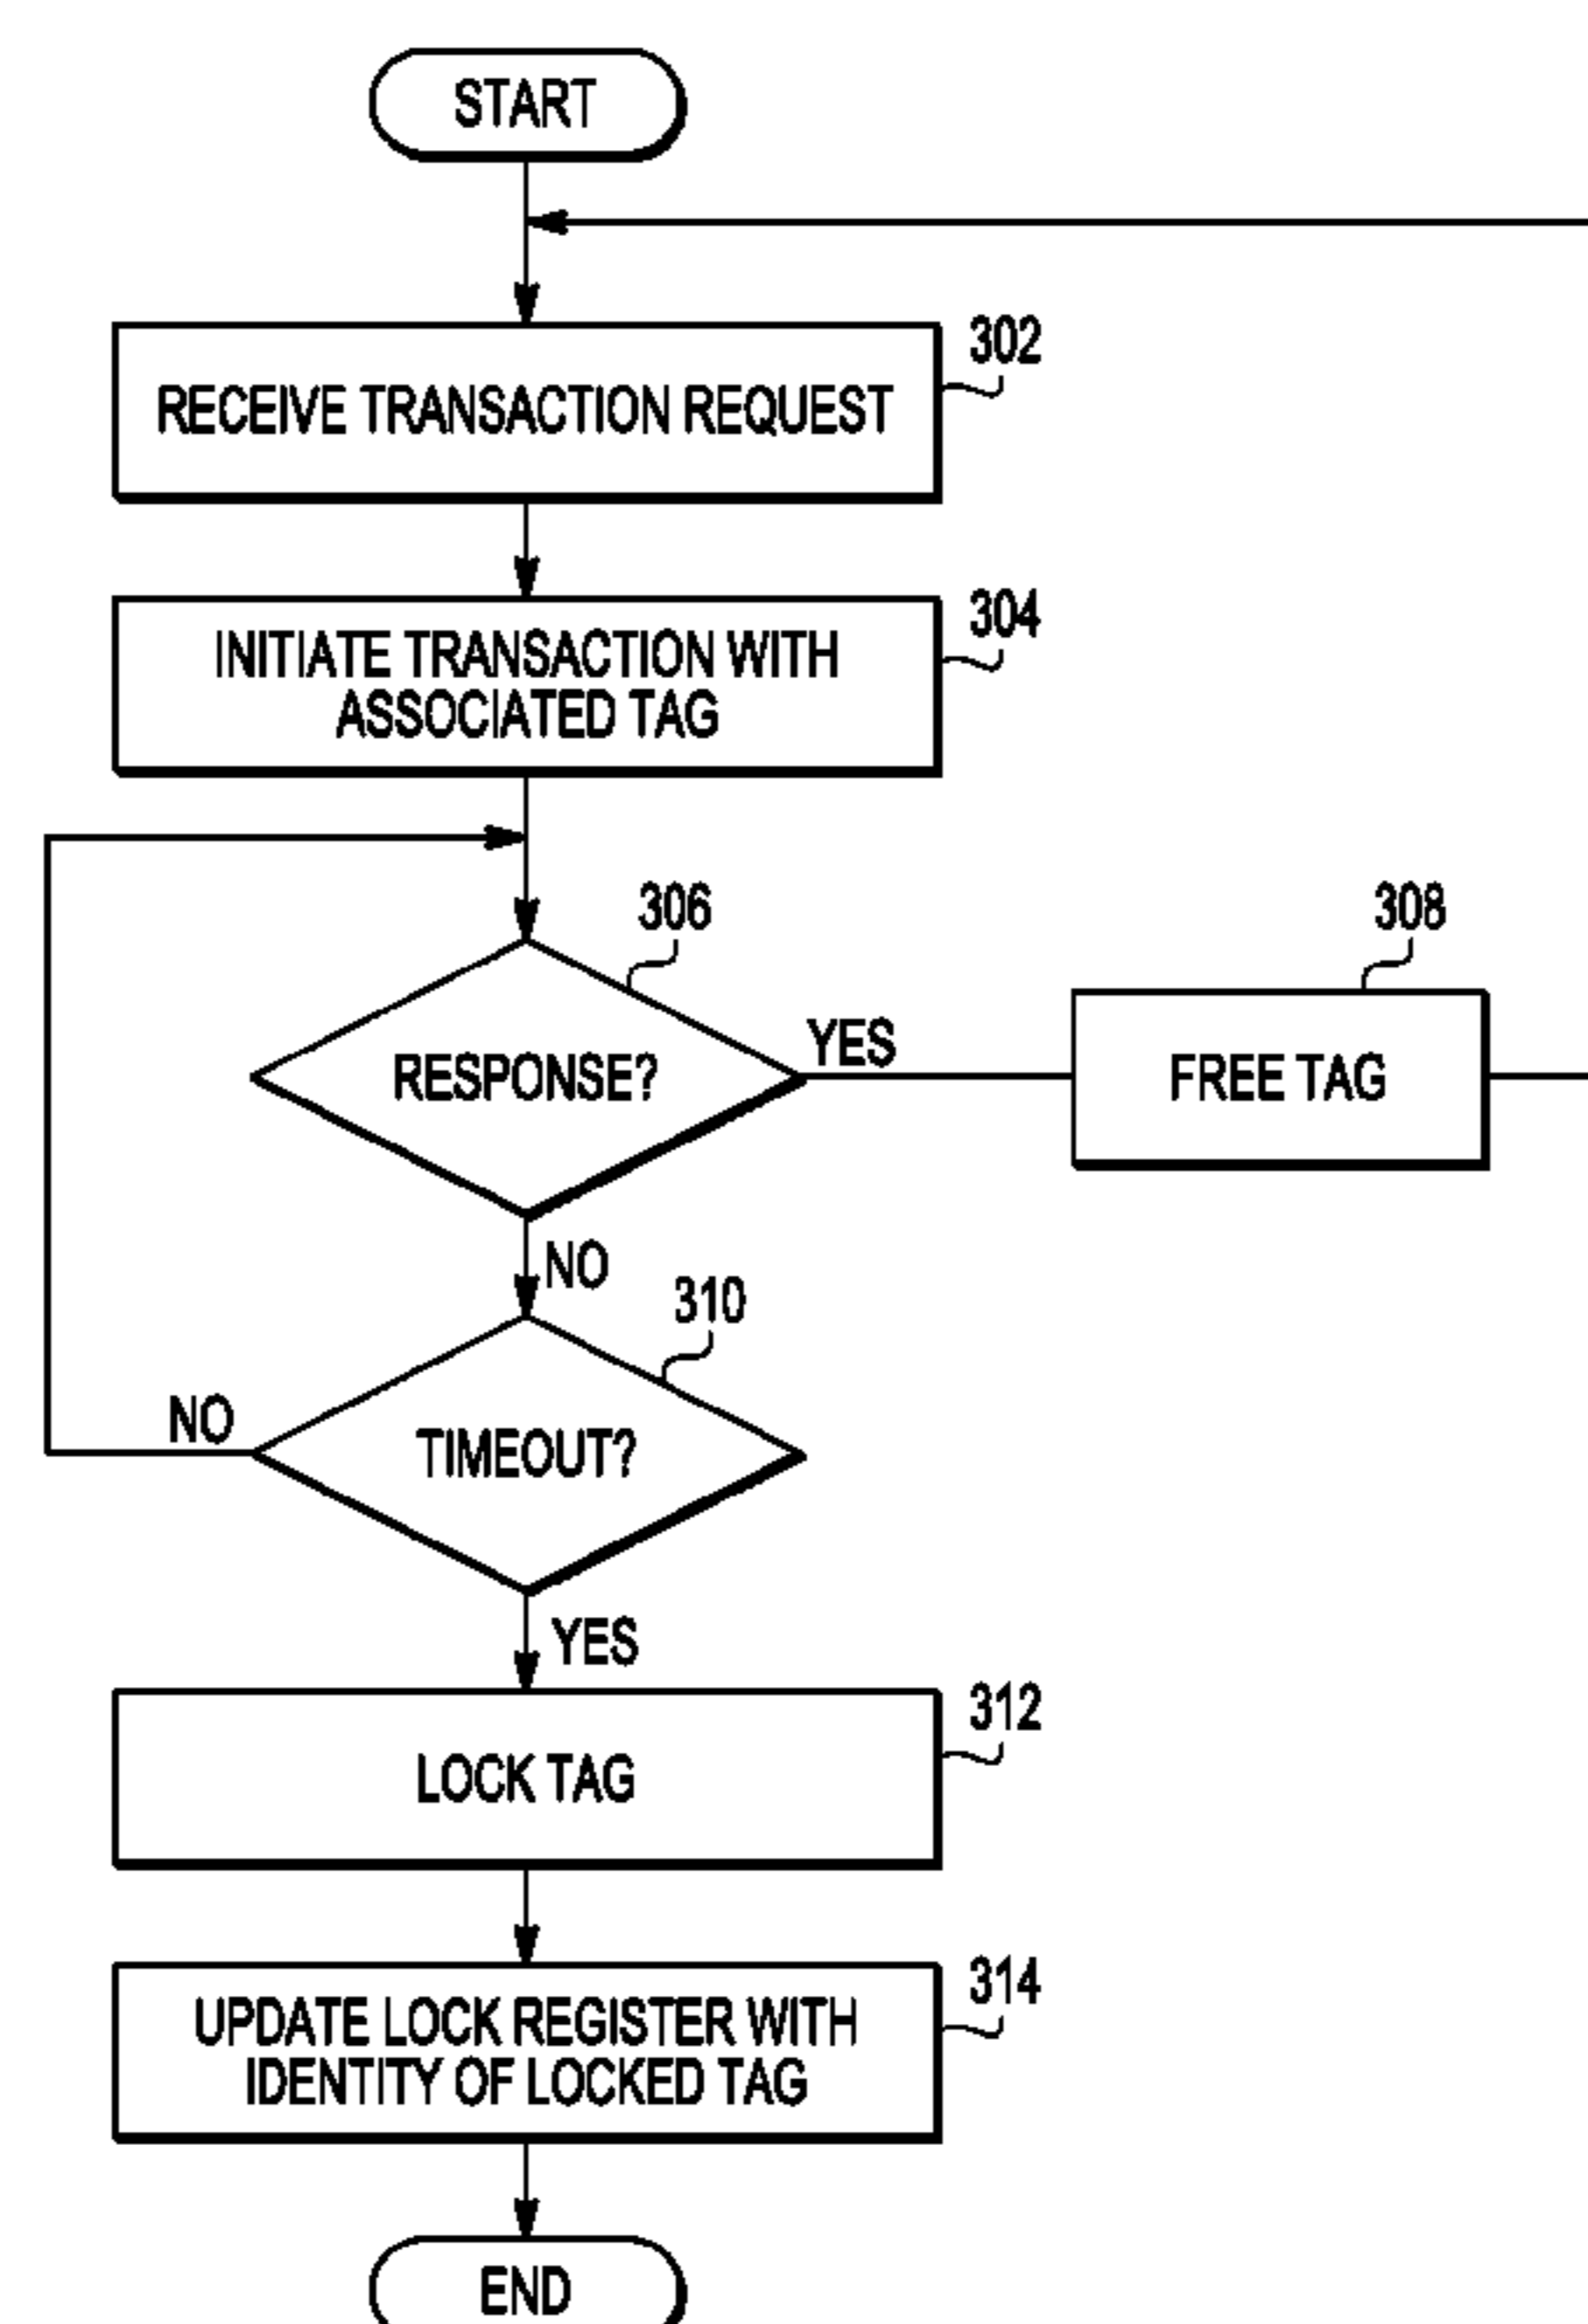 START
302
RECEIVE TRANSACTION REQUEST
304
INITIATE TRANSACTION WITH
ASSOCIATED TAG
306
308
RESPONSE?
YES
FREE TAG
NO
310
NO
TIMEOUT?
YES
312
LOCK TAG
314
UPDATE LOCK REGISTER WITH
IDENTITY OF LOCKED TAG
END